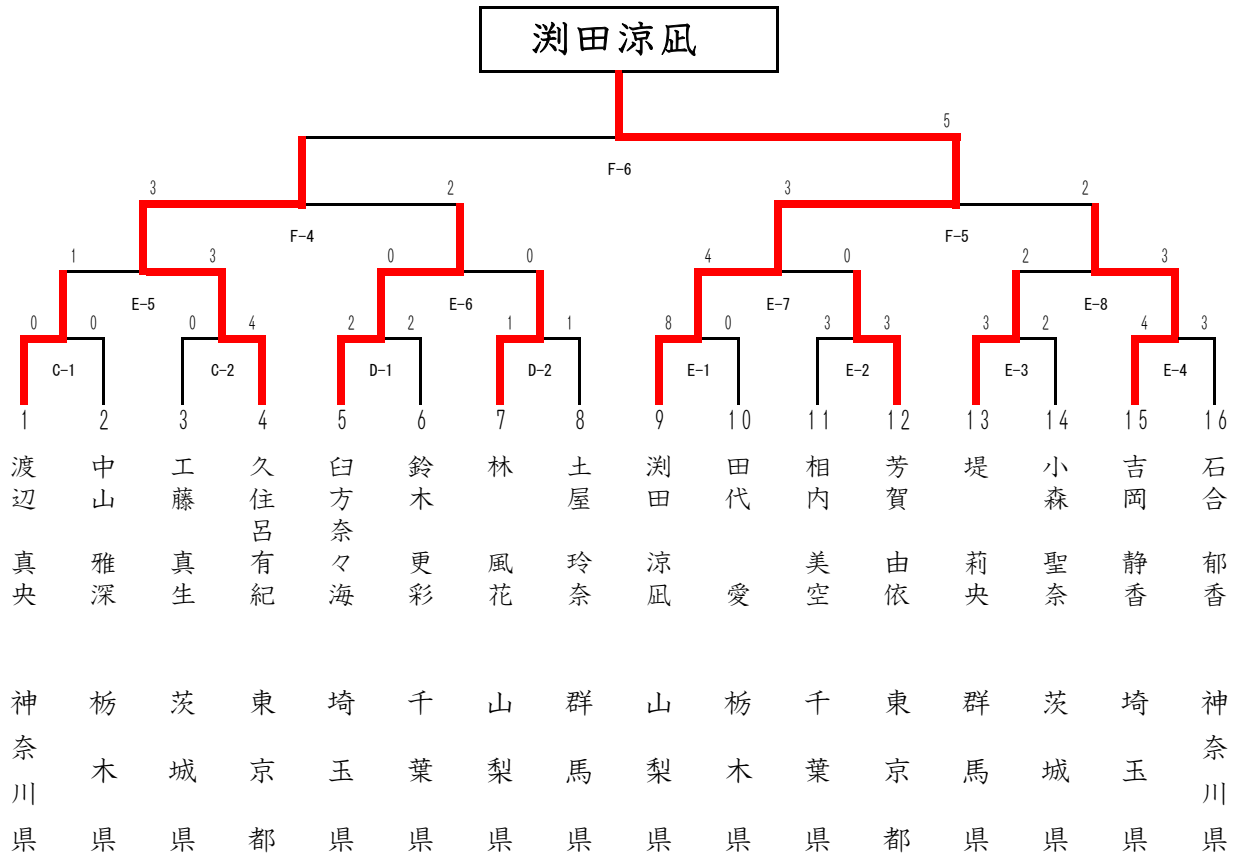 渕田涼凪
5
F-6
3 2 3 2
F-4 F-5
1 3 0 0 4 0 2 3
E-5 E-6 E-7 E-8
0 0 0 4 2 2 1 1 8 0 3 3 3 2 4 3
C-1 C-2 D-1 D-2 E-1 E-2 E-3 E-4
1 2 3 4 5 6 7 8 9 10 11 12 13 14 15 16
渡辺 真央
中山 雅深
工藤 真生
久住呂有紀
臼方奈々海
鈴木 更彩
林 風花
土屋 玲奈
渕田 涼凪
田代 愛
相内 美空
芳賀 由依
堤 莉央
小森 聖奈
吉岡 静香
石合 郁香
神奈川県
栃木県
茨城県
東京都
埼玉県
千葉県
山梨県
群馬県
山梨県
栃木県
千葉県
東京都
群馬県
茨城県
埼玉県
神奈川県